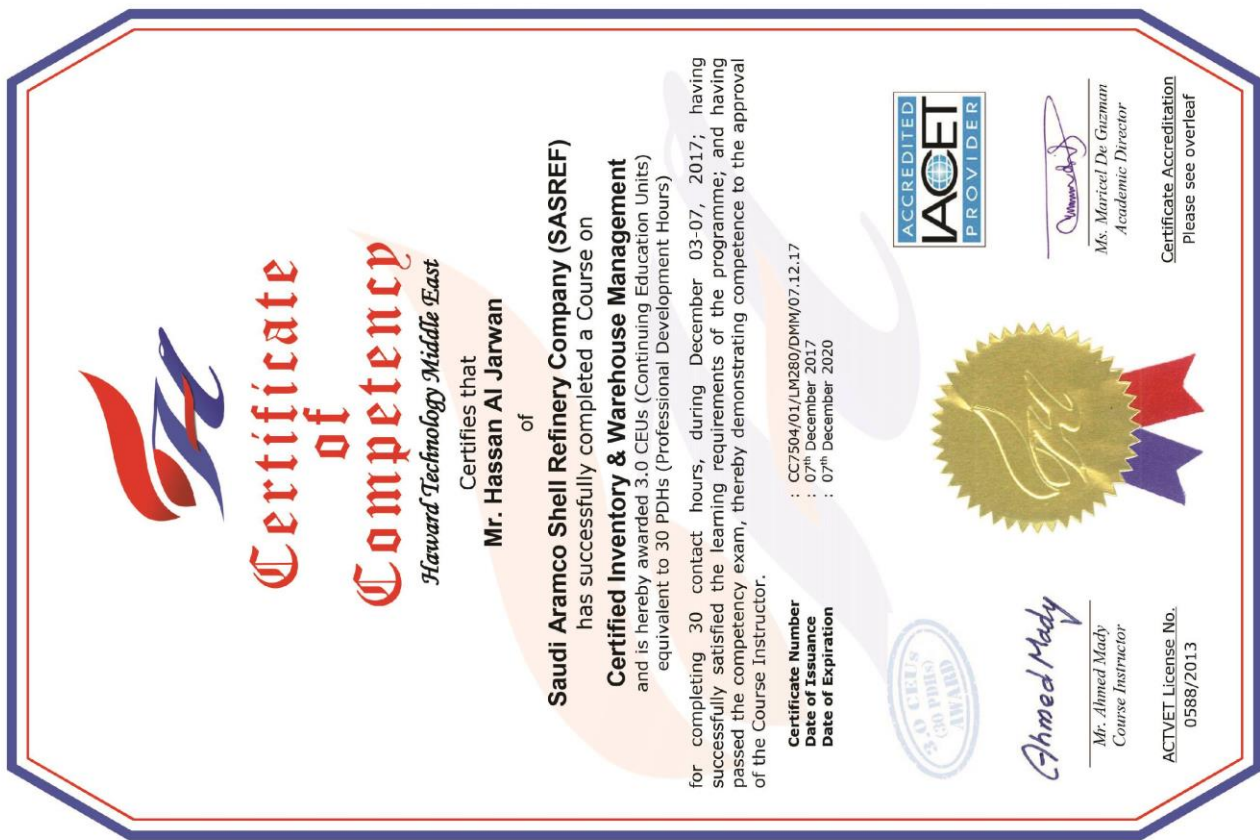 Certificate
of
Competency
Haward Technology Middle East
Certifies that
Mr. Hassan Al Jarwan
of
Saudi Aramco Shell Refinery Company (SASREF)
has successfully completed a Course on
Certified Inventory & Warehouse Management
and is hereby awarded 3.0 CEUs (Continuing Education Units)
equivalent to 30 PDHs (Professional Development Hours)
for completing 30 contact hours, during December 03-07, 2017; having
successfully satisfied the learning requirements of the programme; and having
passed the competency exam, thereby demonstrating competence to the approval
of the Course Instructor.
Certificate Number : CC7504/01/LM280/DMM/07.12.17
Date of Issuance : 07th December 2017
Date of Expiration : 07th December 2020
3.0 CEUs
(30 PDHs)
AWARD
ACCREDITED
IACET
PROVIDER
Ahmed Mady
Mr. Ahmed Mady
Course Instructor
Ms. Maricel De Guzman
Academic Director
ACTVET License No.
0588/2013
Certificate Accreditation
Please see overleaf